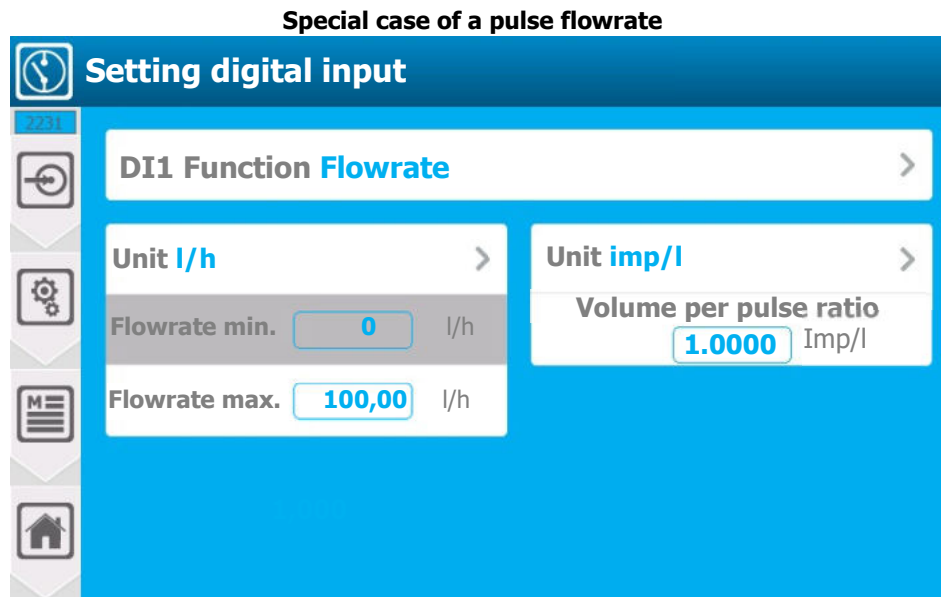 Special case of a pulse flowrate
Setting digital input
2231
DI1 Function Flowrate
Unit l/h
Unit imp/l
Flowrate min. 0 l/h
Volume per pulse ratio
1.0000 Imp/l
Flowrate max. 100,00 l/h
M